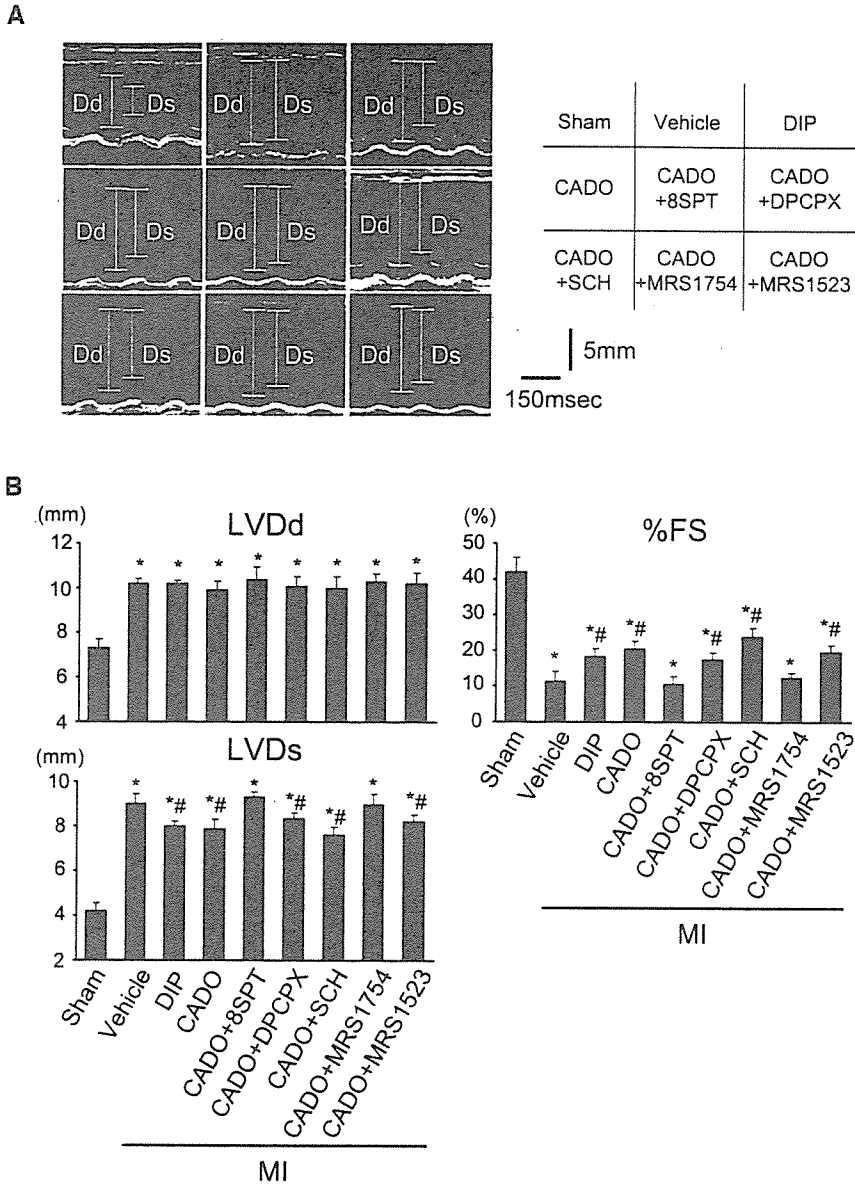 A
Dd Ds Dd Ds Dd Ds
Dd Ds Dd Ds Dd Ds
Dd Ds Dd Ds Dd Ds
Sham Vehicle DIP
CADO CADO +8SPT CADO +DPCPX
CADO +SCH CADO +MRS1754 CADO +MRS1523
5mm
150msec
B
(mm)
LVDd
12
10
8
6
4
* * * * * * * *
(mm)
LVDs
10
8
6
4
2
* *# *# * *# *# * *#
Sham
Vehicle
DIP
CADO
CADO+8SPT
CADO+DPCPX
CADO+SCH
CADO+MRS1754
CADO+MRS1523
MI
(%)
%FS
50
40
30
20
10
0
* *# *# * *# *# * *#
Sham
Vehicle
DIP
CADO
CADO+8SPT
CADO+DPCPX
CADO+SCH
CADO+MRS1754
CADO+MRS1523
MI